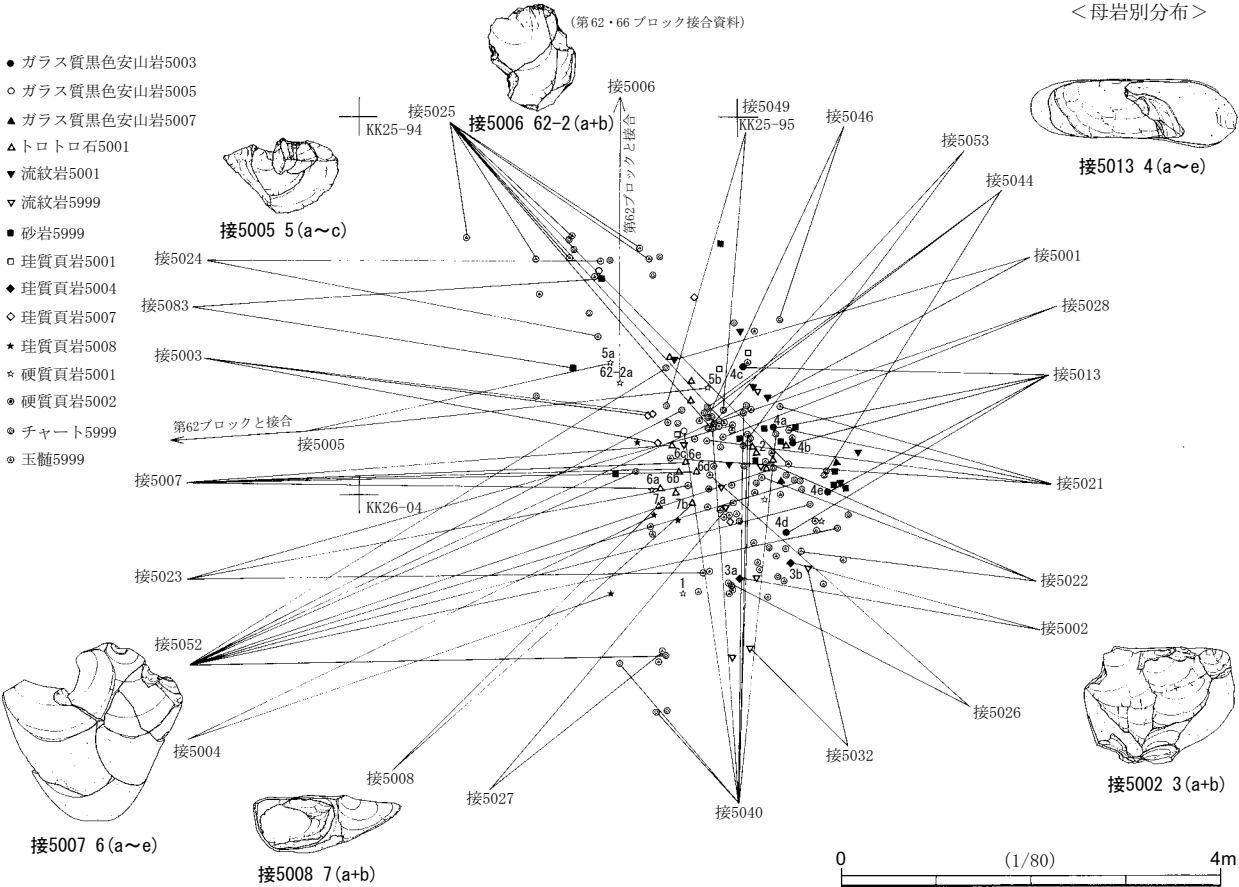 ＜母岩別分布＞
(第62・66ブロック接合資料)
ガラス質黒色安山岩5003
ガラス質黒色安山岩5005
ガラス質黒色安山岩5007
トロトロ石5001
流紋岩5001
流紋岩5999
砂岩5999
珪質頁岩5001
珪質頁岩5004
珪質頁岩5007
珪質頁岩5008
硬質頁岩5001
硬質頁岩5002
チャート5999
玉髄5999
接5006
接5025
接5006 62-2(a+b)
KK25-94
第62ブロックと接合
接5049
KK25-95
接5046
接5053
接5044
接5013 4(a～e)
接5005 5(a～c)
接5024
接5083
接5003
第62ブロックと接合
接5005
接5007
KK26-04
接5023
接5052
接5004
接5008
接5027
接5040
接5032
接5026
接5002
接5022
接5021
接5013
接5028
接5001
5a
62-2a
5b
4c
4a
4b
2
6c
6e
6d
6b
6a
7a
7b
4e
4d
3a
3b
1
接5007 6(a～e)
接5008 7(a+b)
接5002 3(a+b)
0
(1/80)
4m